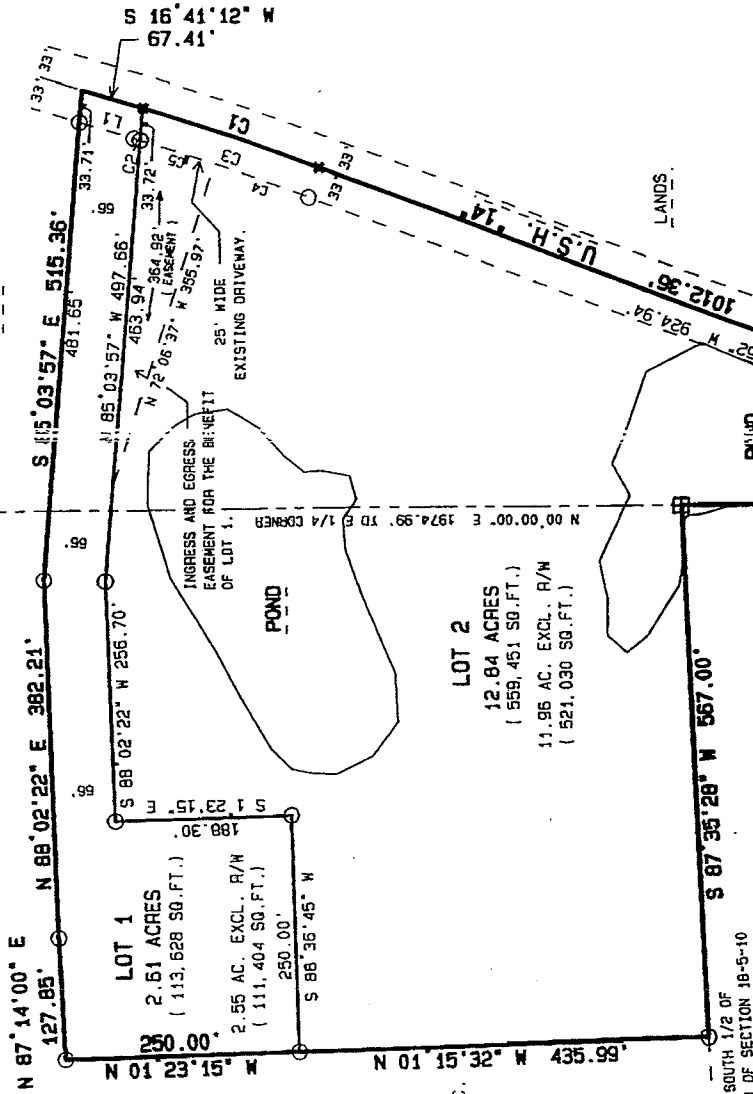 S 16°41'12" W
67.41'
33'
33'
L1
33.71'
C2
C1
C5
C3
C4
33'
33'
33.72'
66'
S 85°03'57" E 515.36'
481.65'
N 85°03'57" W 497.66'
463.94'
364.92'
( EASEMENT )
N 72°06'37" W 355.97'
25' WIDE
EXISTING DRIVEWAY.
U.S.H. "14"
LANDS
1012.36'
924.94'
52" W
INGRESS AND EGRESS
EASEMENT FOR THE BENEFIT
OF LOT 1.
N 00°00'00" E 1974.99' TO E 1/4 CORNER
66'
POND
N 88°02'22" E 382.21'
S 88°02'22" W 256.70'
66'
LOT 2
12.84 ACRES
( 559,451 SQ.FT.)
11.96 AC. EXCL. R/W
( 521,030 SQ.FT.)
S 1°23'15" E
188.30'
S 87°35'28" W 567.00'
N 87°14'00" E
127.85'
LOT 1
2.61 ACRES
( 113,628 SQ.FT.)
2.55 AC. EXCL. R/W
( 111,404 SQ.FT.)
250.00'
S 88°36'45" W
250.00'
N 01°23'15" W
N 01°15'32" W 435.99'
SOUTH 1/2 OF
OF SECTION 18-5-10